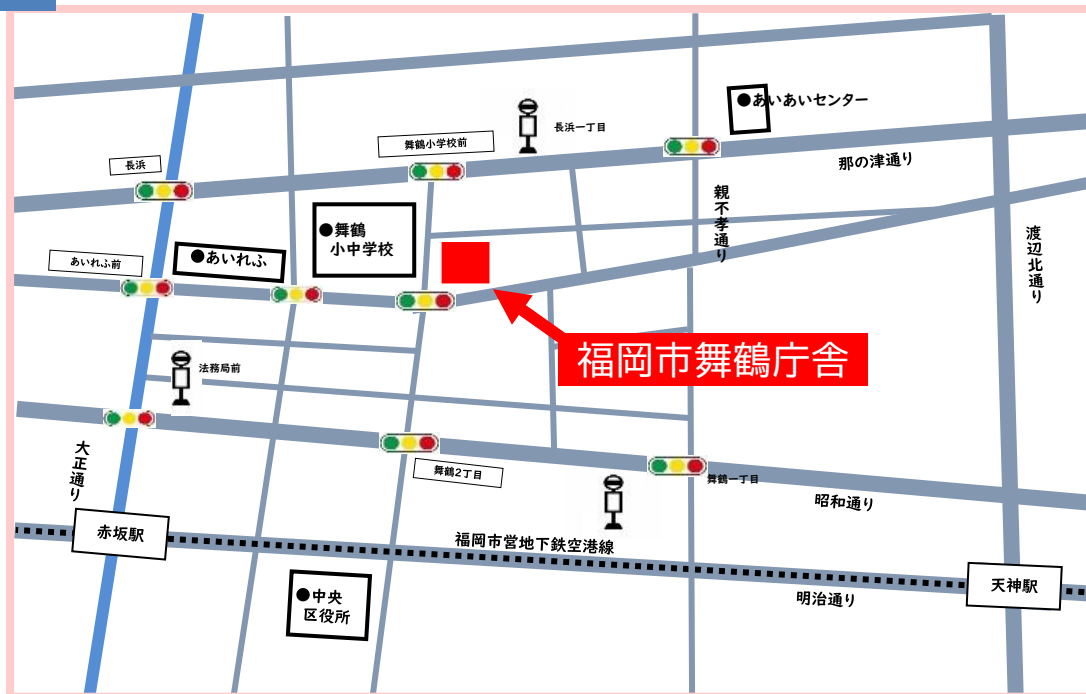 あいあいセンター
長浜一丁目
舞鶴小学校前
長浜
那の津通り
親不孝通り
舞鶴
小中学校
あいれふ
あいれふ前
渡辺北通り
福岡市舞鶴庁舎
法務局前
大正通り
舞鶴2丁目
舞鶴一丁目
昭和通り
赤坂駅
福岡市営地下鉄空港線
天神駅
明治通り
中央
区役所